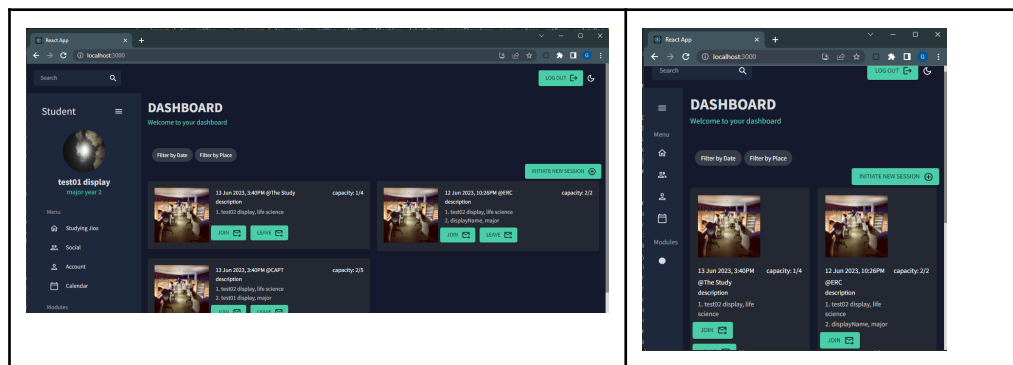 React App
localhost:3000
Search
LOG OUT
Student
DASHBOARD
Welcome to your dashboard
test01 display
major year 2
Filter by Date Filter by Place
INITIATE NEW SESSION
Menu
Studying Jios
Social
Account
Calendar
Modules
13 Jun 2023, 3:40PM @The Study capacity: 1/4
description
1. test02 display, life science
JOIN LEAVE
12 Jun 2023, 10:26PM @ERC capacity: 2/2
description
1. test02 display, life science
2. displayName, major
JOIN LEAVE
13 Jun 2023, 3:40PM @CAPT capacity: 2/5
description
1. test02 display, life science
2. test01 display, major
JOIN LEAVE
React App
localhost:3000
Search
LOG OUT
DASHBOARD
Welcome to your dashboard
Menu
Modules
Filter by Date Filter by Place
INITIATE NEW SESSION
13 Jun 2023, 3:40PM capacity: 1/4
@The Study
description
1. test02 display, life
science
JOIN
12 Jun 2023, 10:26PM capacity: 2/2
@ERC
description
1. test02 display, life
science
2. displayName, major
JOIN